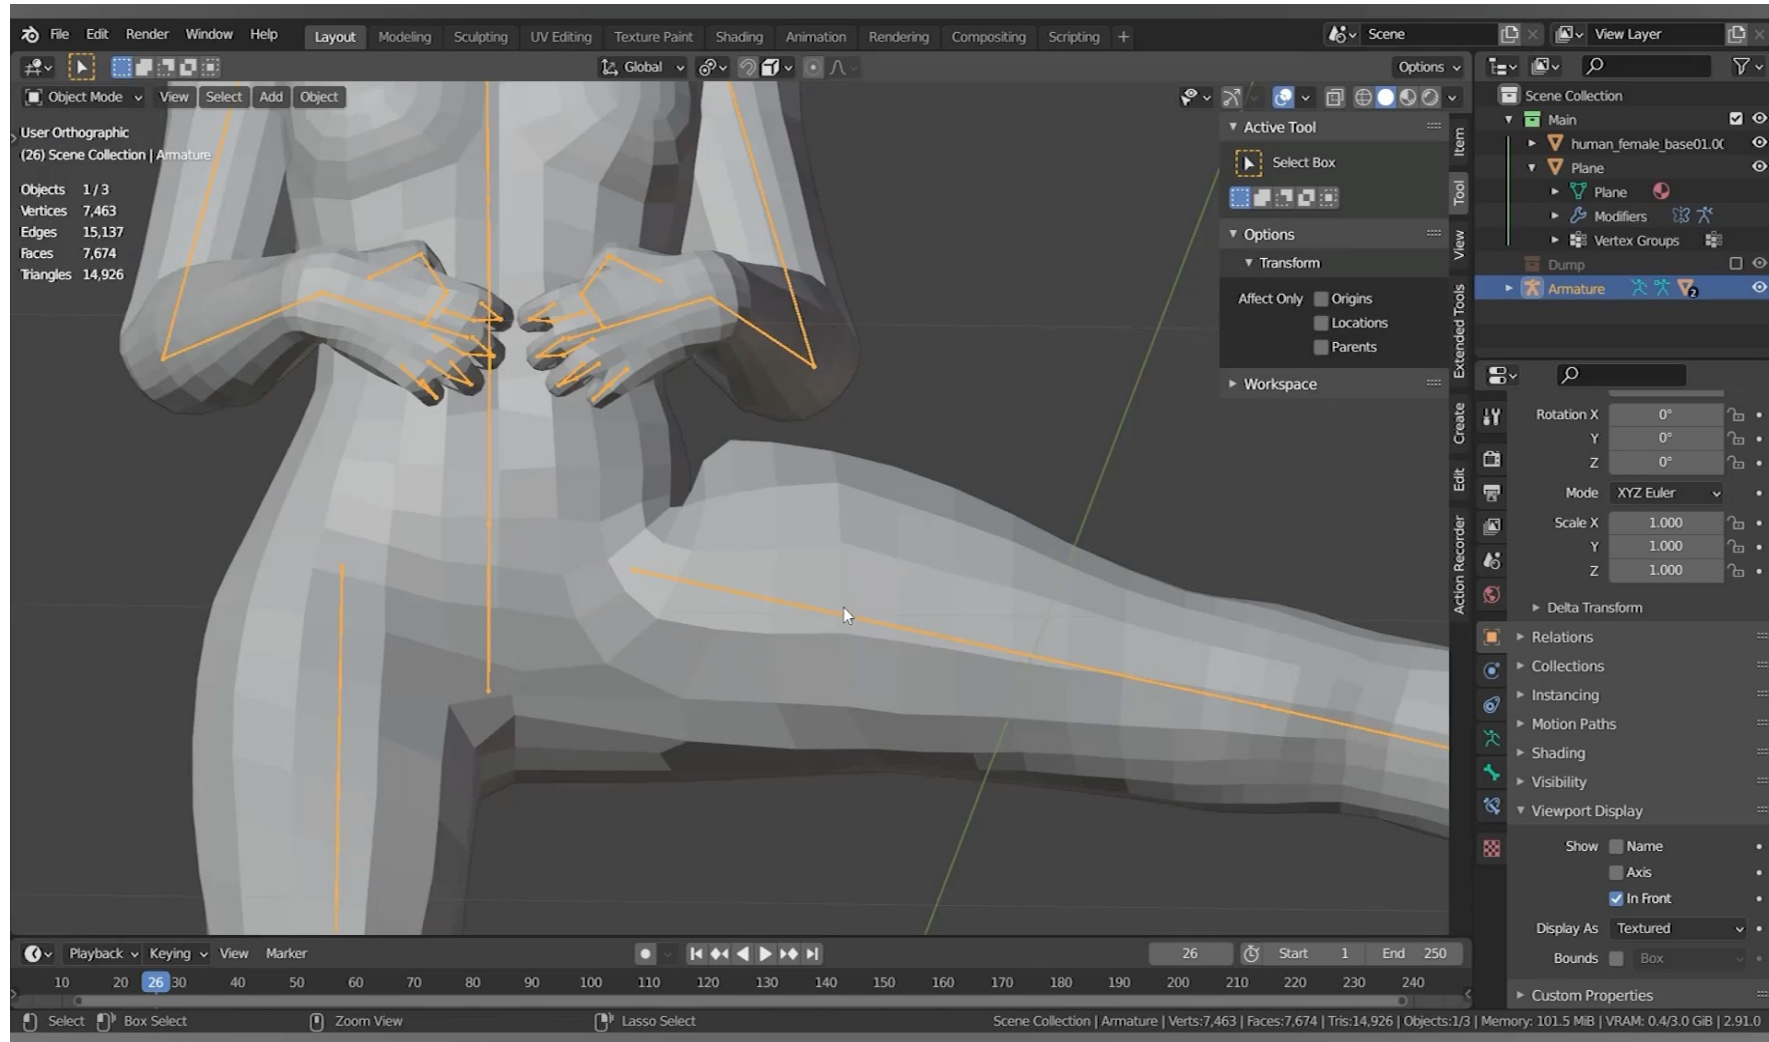 File Edit Render Window Help Layout Modeling Sculpting UV Editing Texture Paint Shading Animation Rendering Compositing Scripting + Scene View Layer
Global Options
Object Mode View Select Add Object
User Orthographic
(26) Scene Collection | Armature
Objects 1/3
Vertices 7,463
Edges 15,137
Faces 7,674
Triangles 14,926
Active Tool
Select Box
Options
Transform
Affect Only Origins
Locations
Parents
Workspace
Item
Tool
View
Extended Tools
Create
Edit
Action Recorder
Scene Collection
Main
human_female_base01.00
Plane
Plane
Modifiers
Vertex Groups
Dump
Armature 2
Rotation X 0°
Y 0°
Z 0°
Mode XYZ Euler
Scale X 1.000
Y 1.000
Z 1.000
Delta Transform
Relations
Collections
Instancing
Motion Paths
Shading
Visibility
Viewport Display
Show Name
Axis
In Front
Display As Textured
Bounds Box
Custom Properties
Playback Keying View Marker 26 Start 1 End 250
10 20 26 30 40 50 60 70 80 90 100 110 120 130 140 150 160 170 180 190 200 210 220 230 240
Select Box Select Zoom View Lasso Select Scene Collection | Armature | Verts:7,463 | Faces:7,674 | Tris:14,926 | Objects:1/3 | Memory: 101.5 MiB | VRAM: 0.4/3.0 GiB | 2.91.0